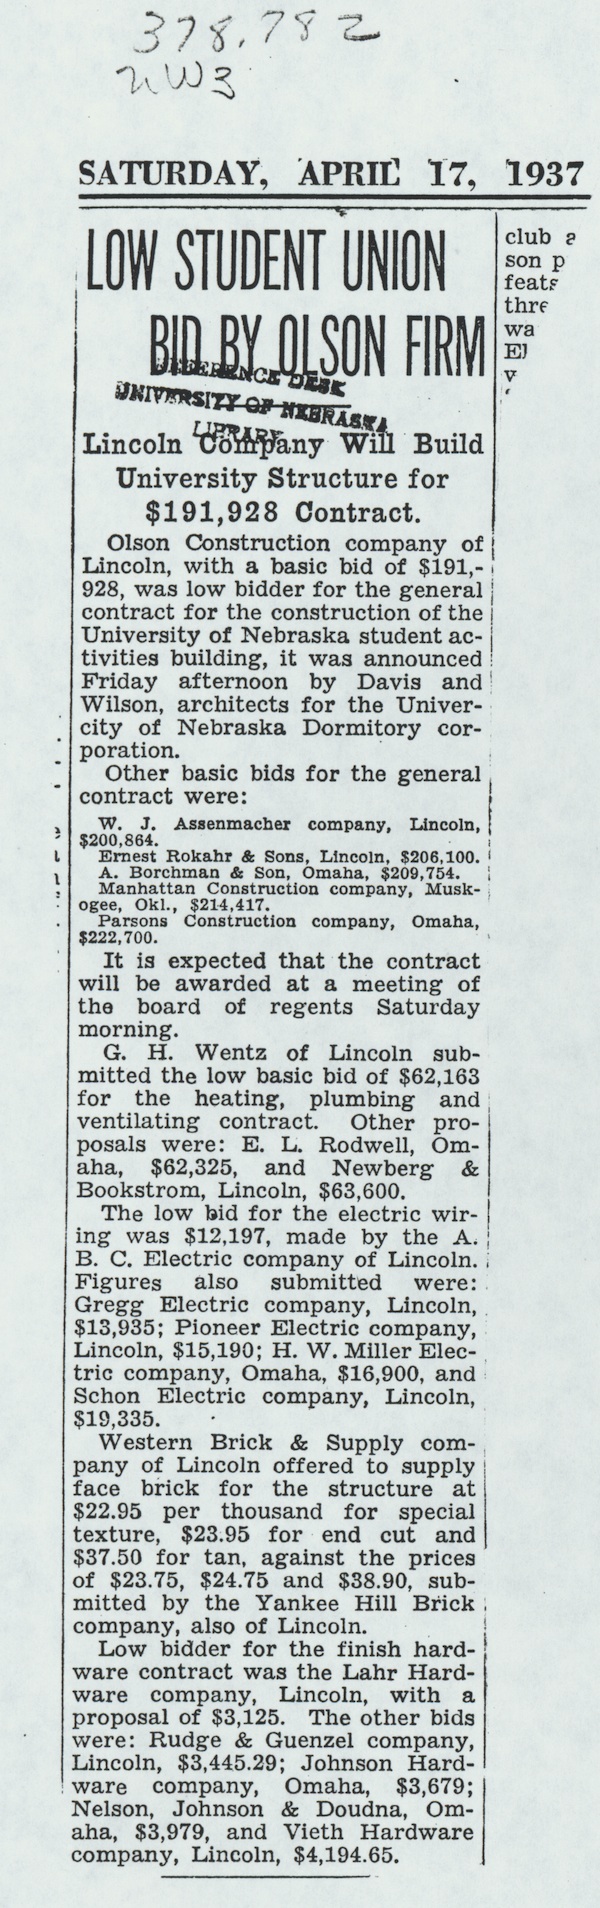 378.782
nW3
SATURDAY, APRIL 17, 1937
LOW STUDENT UNION
BID BY OLSON FIRM
REFERENCE DESK
UNIVERSITY OF NEBRASKA
LIBRARY
Lincoln Company Will Build
University Structure for
$191,928 Contract.
Olson Construction company of
Lincoln, with a basic bid of $191,-
928, was low bidder for the general
contract for the construction of the
University of Nebraska student ac-
tivities building, it was announced
Friday afternoon by Davis and
Wilson, architects for the Univer-
city of Nebraska Dormitory cor-
poration.
Other basic bids for the general
contract were:
W. J. Assenmacher company, Lincoln,
$200,864.
Ernest Rokahr & Sons, Lincoln, $206,100.
A. Borchman & Son, Omaha, $209,754.
Manhattan Construction company, Musk-
ogee, Okl., $214,417.
Parsons Construction company, Omaha,
$222,700.
It is expected that the contract
will be awarded at a meeting of
the board of regents Saturday
morning.
G. H. Wentz of Lincoln sub-
mitted the low basic bid of $62,163
for the heating, plumbing and
ventilating contract. Other pro-
posals were: E. L. Rodwell, Om-
aha, $62,325, and Newberg &
Bookstrom, Lincoln, $63,600.
The low bid for the electric wir-
ing was $12,197, made by the A.
B. C. Electric company of Lincoln.
Figures also submitted were:
Gregg Electric company, Lincoln,
$13,935; Pioneer Electric company,
Lincoln, $15,190; H. W. Miller Elec-
tric company, Omaha, $16,900, and
Schon Electric company, Lincoln,
$19,335.
Western Brick & Supply com-
pany of Lincoln offered to supply
face brick for the structure at
$22.95 per thousand for special
texture, $23.95 for end cut and
$37.50 for tan, against the prices
of $23.75, $24.75 and $38.90, sub-
mitted by the Yankee Hill Brick
company, also of Lincoln.
Low bidder for the finish hard-
ware contract was the Lahr Hard-
ware company, Lincoln, with a
proposal of $3,125. The other bids
were: Rudge & Guenzel company,
Lincoln, $3,445.29; Johnson Hard-
ware company, Omaha, $3,679;
Nelson, Johnson & Doudna, Om-
aha, $3,979, and Vieth Hardware
company, Lincoln, $4,194.65.
club
son p
feats
thre
wa